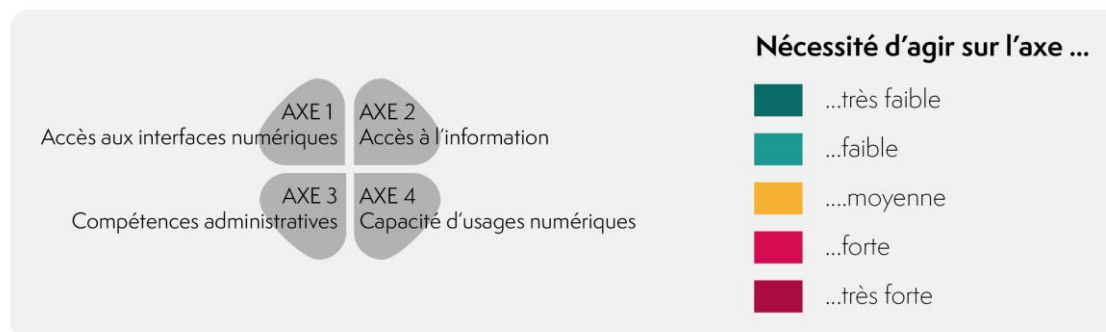 Nécessité d'agir sur l'axe ...
AXE 1
Accès aux interfaces numériques
AXE 2
Accès à l'information
AXE 3
Compétences administratives
AXE 4
Capacité d'usages numériques
...très faible
...faible
....moyenne
...forte
...très forte